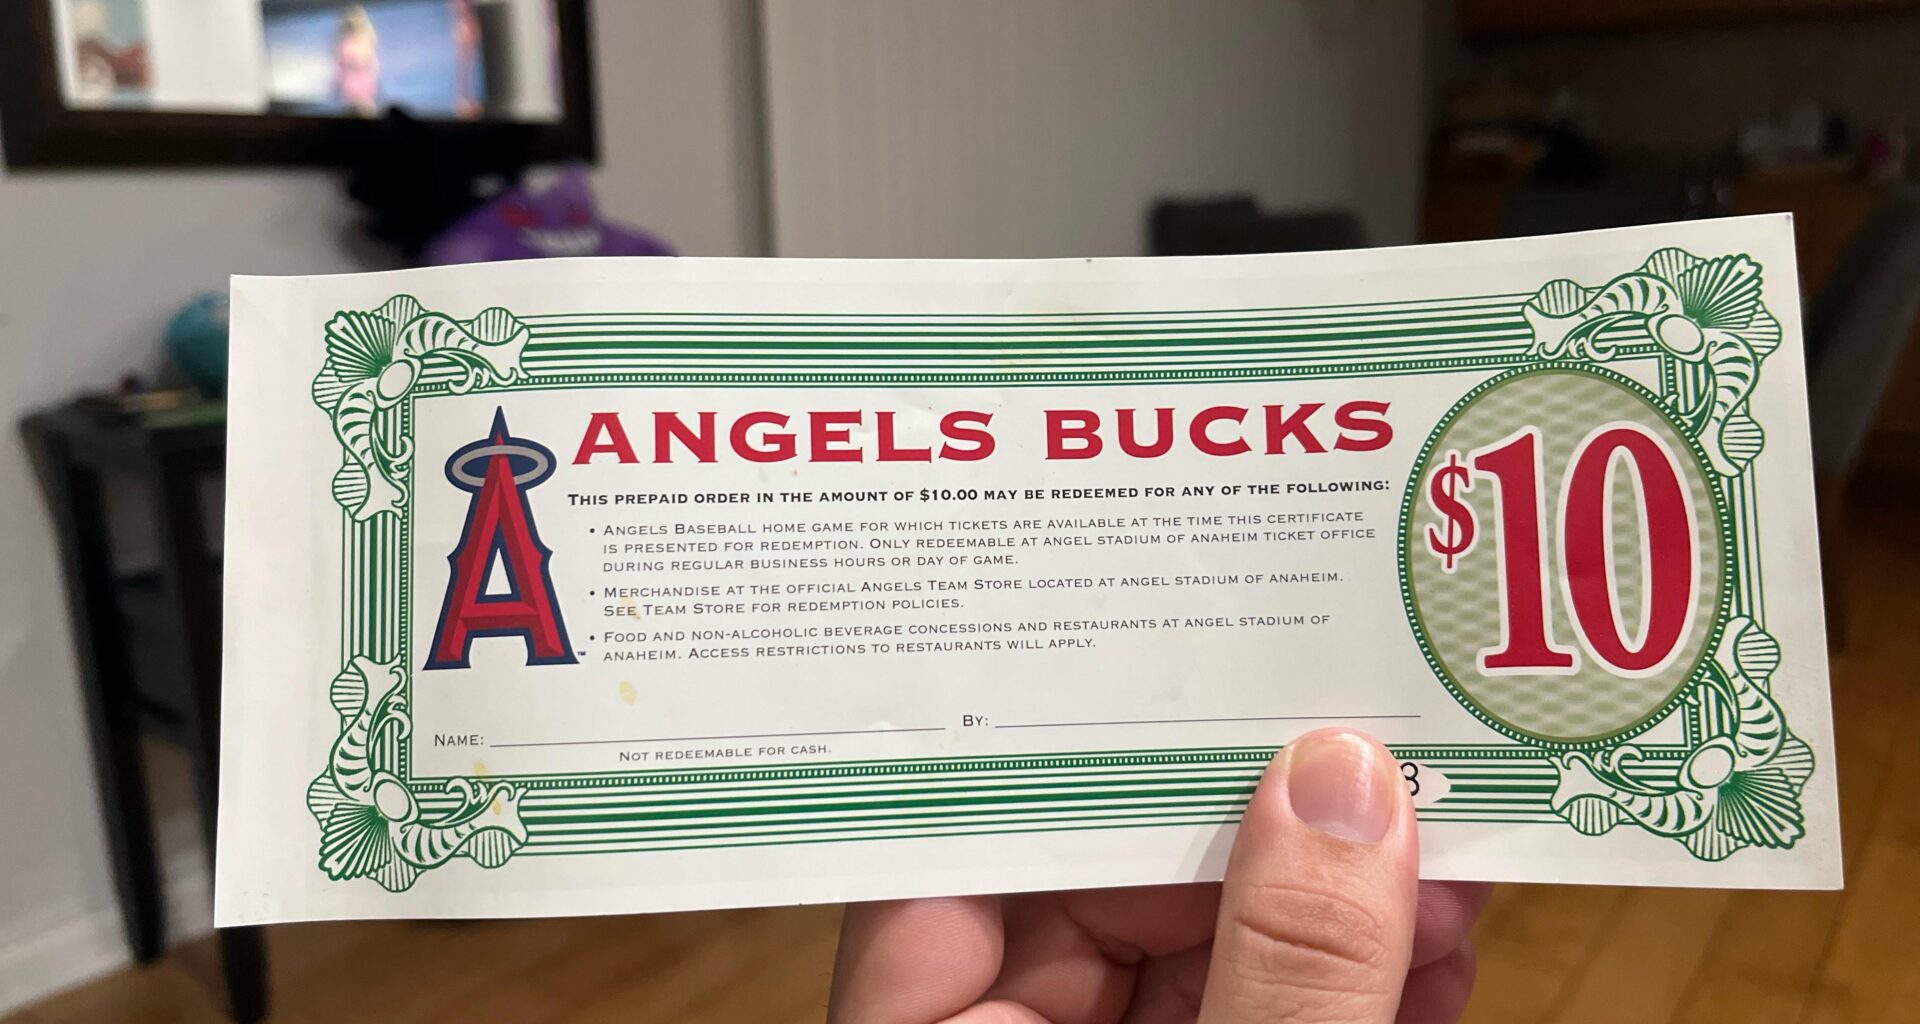 ANGELS BUCKS
THIS PREPAID ORDER IN THE AMOUNT OF $10.00 MAY BE REDEEMED FOR ANY OF THE FOLLOWING:
• ANGELS BASEBALL HOME GAME FOR WHICH TICKETS ARE AVAILABLE AT THE TIME THIS CERTIFICATE
IS PRESENTED FOR REDEMPTION. ONLY REDEEMABLE AT ANGEL STADIUM OF ANAHEIM TICKET OFFICE
DURING REGULAR BUSINESS HOURS OR DAY OF GAME.
• MERCHANDISE AT THE OFFICIAL ANGELS TEAM STORE LOCATED AT ANGEL STADIUM OF ANAHEIM.
SEE TEAM STORE FOR REDEMPTION POLICIES.
• FOOD AND NON-ALCOHOLIC BEVERAGE CONCESSIONS AND RESTAURANTS AT ANGEL STADIUM OF
ANAHEIM. ACCESS RESTRICTIONS TO RESTAURANTS WILL APPLY.
A™
$10
NAME: BY:
NOT REDEEMABLE FOR CASH.